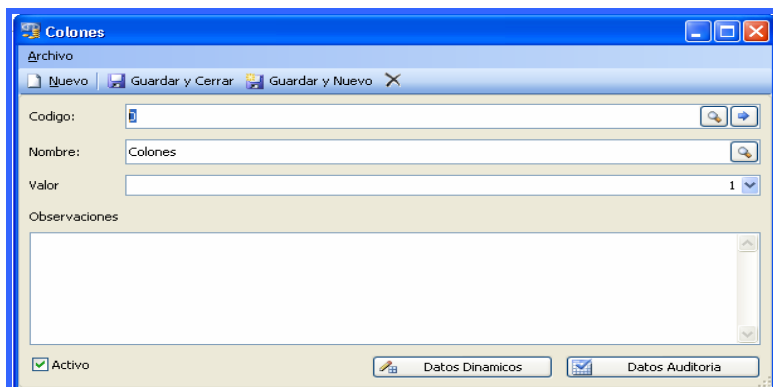 Colones
Archivo
Nuevo Guardar y Cerrar Guardar y Nuevo
Codigo:
Nombre: Colones
Valor 1
Observaciones
Activo Datos Dinamicos Datos Auditoria